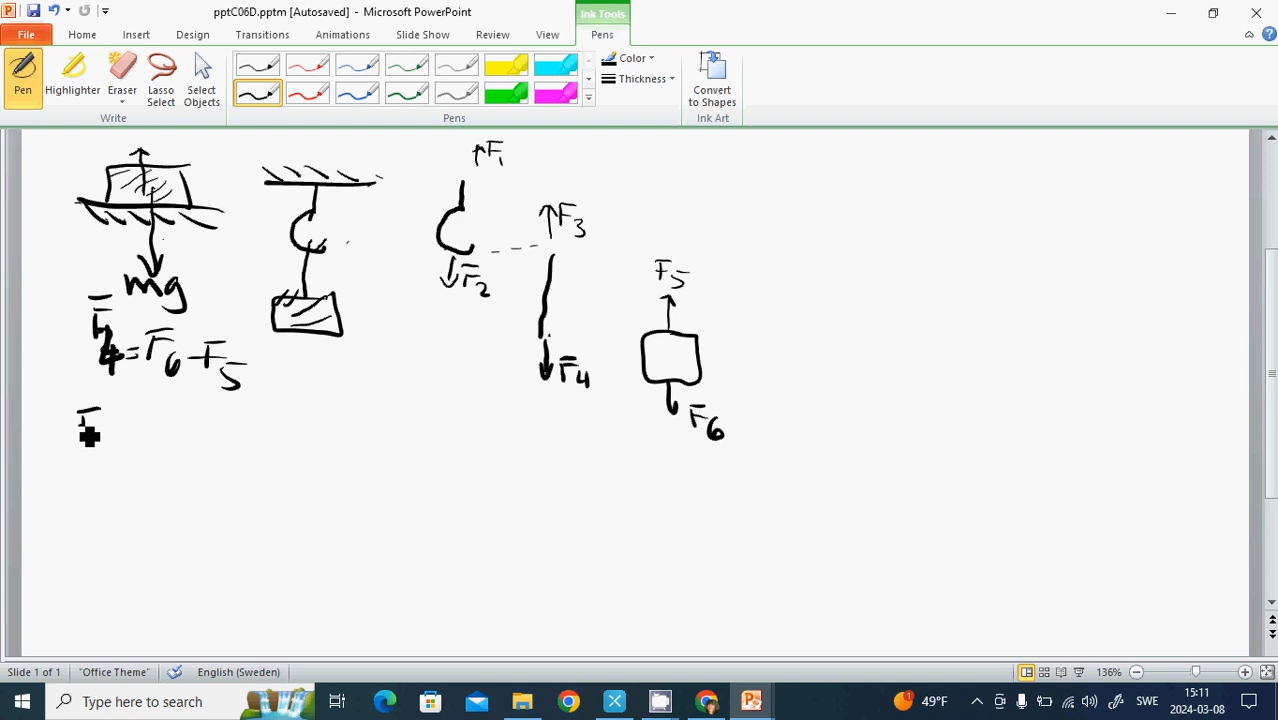 pptC06D.pptm [Autosaved] - Microsoft PowerPoint
Ink Tools
File
Home
Insert
Design
Transitions
Animations
Slide Show
Review
View
Pens
Pen
Highlighter
Eraser
Lasso
Select
Select
Objects
Color
Thickness
Convert
to Shapes
Write
Pens
Ink Art
F1
F3
F2
mg
F5
F4 = F6 - F5
F4
F6
F
Slide 1 of 1
"Office Theme"
English (Sweden)
136%
Type here to search
49°F
SWE
15:11
2024-03-08
1